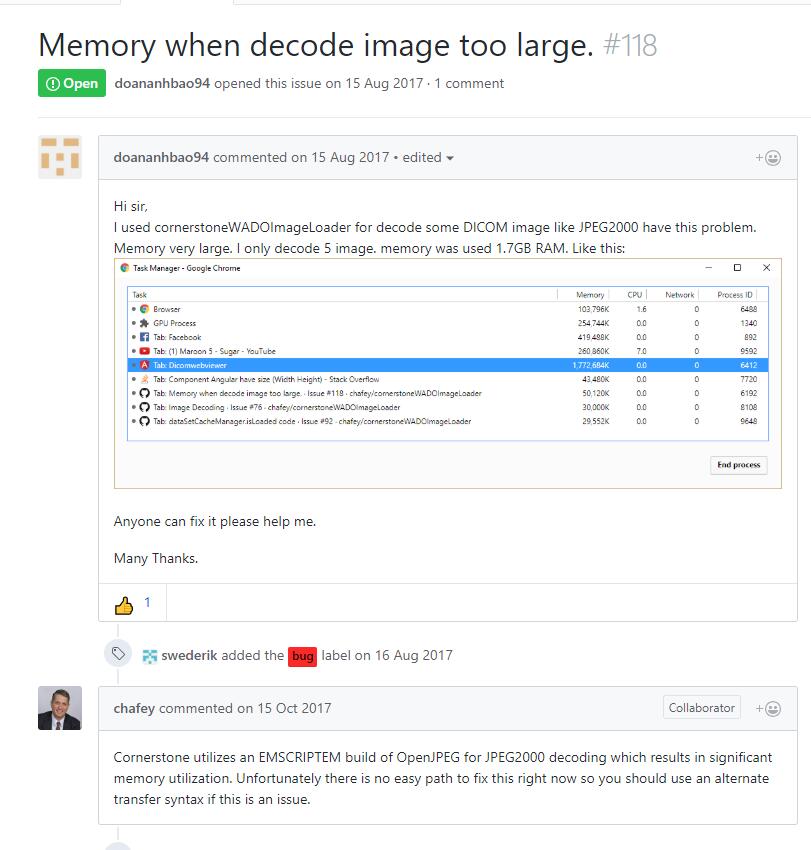 Memory when decode image too large. #118
Open doananhbao94 opened this issue on 15 Aug 2017 · 1 comment
doananhbao94 commented on 15 Aug 2017 • edited
Hi sir,
I used cornerstoneWADOImageLoader for decode some DICOM image like JPEG2000 have this problem.
Memory very large. I only decode 5 image. memory was used 1.7GB RAM. Like this:
Task Manager - Google Chrome
Task Memory CPU Network Process ID
Browser 103,796K 1.6 0 6488
GPU Process 254,744K 0.0 0 1340
Tab: Facebook 419,488K 0.0 0 892
Tab: (1) Maroon 5 - Sugar - YouTube 260,860K 7.0 0 9592
Tab: Dicomwebviewer 1,772,684K 0.0 0 6412
Tab: Component Angular have size (Width Height) - Stack Overflow 43,480K 0.0 0 7720
Tab: Memory when decode image too large. · Issue #118 · chafey/cornerstoneWADOImageLoader 50,120K 0.0 0 6192
Tab: Image Decoding · Issue #76 · chafey/cornerstoneWADOImageLoader 30,000K 0.0 0 8108
Tab: dataSetCacheManager.isLoaded code · Issue #92 · chafey/cornerstoneWADOImageLoader 29,552K 0.0 0 9648
End process
Anyone can fix it please help me.
Many Thanks.
1
swederik added the bug label on 16 Aug 2017
chafey commented on 15 Oct 2017 Collaborator
Cornerstone utilizes an EMSCRIPTEM build of OpenJPEG for JPEG2000 decoding which results in significant
memory utilization. Unfortunately there is no easy path to fix this right now so you should use an alternate
transfer syntax if this is an issue.